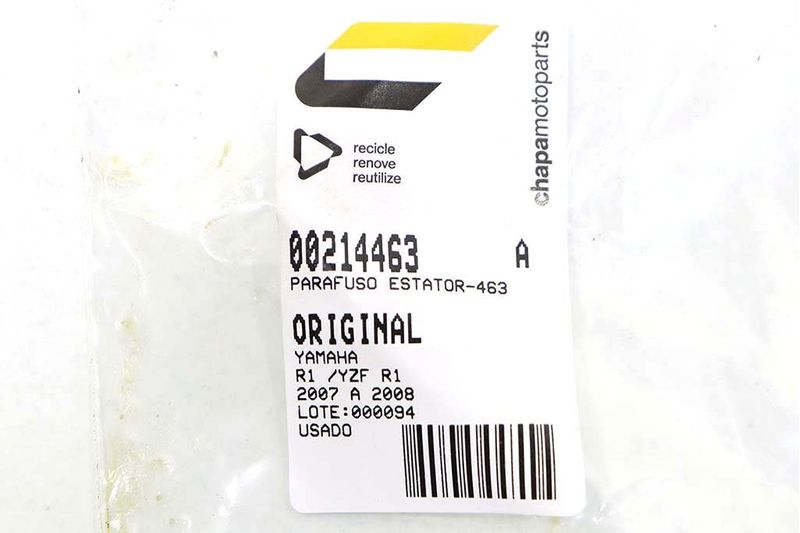 chapamotoparts
recicle
renove
reutilize
00214463 A
PARAFUSO ESTATOR-463
ORIGINAL
YAMAHA
R1 /YZF R1
2007 A 2008
LOTE:000094
USADO